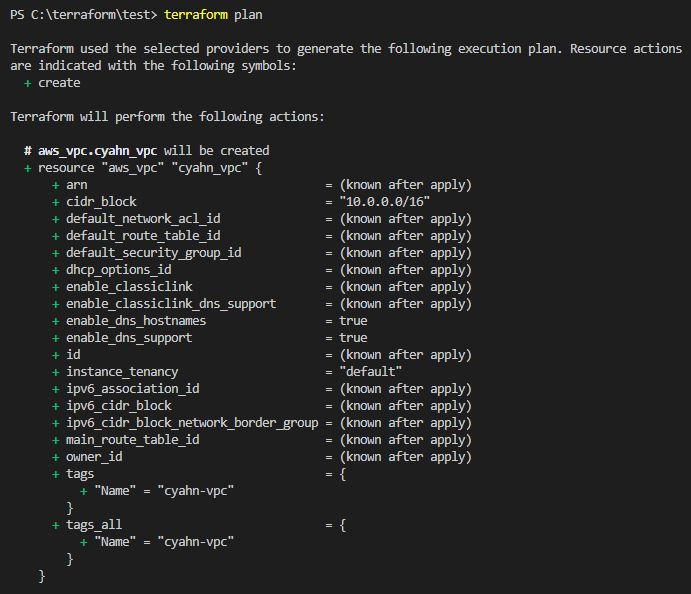 PS C:\terraform\test> terraform plan
Terraform used the selected providers to generate the following execution plan. Resource actions
are indicated with the following symbols:
  + create
Terraform will perform the following actions:
  # aws_vpc.cyahn_vpc will be created
  + resource "aws_vpc" "cyahn_vpc" {
      + arn                                  = (known after apply)
      + cidr_block                           = "10.0.0.0/16"
      + default_network_acl_id               = (known after apply)
      + default_route_table_id               = (known after apply)
      + default_security_group_id            = (known after apply)
      + dhcp_options_id                      = (known after apply)
      + enable_classiclink                   = (known after apply)
      + enable_classiclink_dns_support       = (known after apply)
      + enable_dns_hostnames                 = true
      + enable_dns_support                   = true
      + id                                   = (known after apply)
      + instance_tenancy                     = "default"
      + ipv6_association_id                  = (known after apply)
      + ipv6_cidr_block                      = (known after apply)
      + ipv6_cidr_block_network_border_group = (known after apply)
      + main_route_table_id                  = (known after apply)
      + owner_id                             = (known after apply)
      + tags                                 = {
          + "Name" = "cyahn-vpc"
        }
      + tags_all                             = {
          + "Name" = "cyahn-vpc"
        }
    }